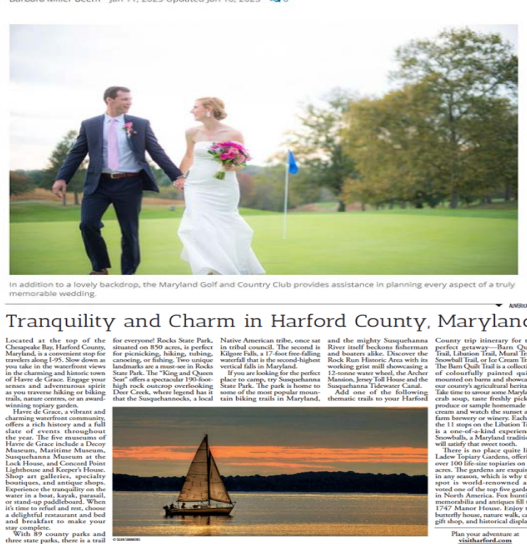 Barbara Miller Beem Jan 11, 2023 Updated Jan 18, 2023 0
In addition to a lovely backdrop, the Maryland Golf and Country Club provides assistance in planning every aspect of a truly
memorable wedding.
Tranquility and Charm in Harford County, Maryland
Located at the top of the
Chesapeake Bay, Harford County,
Maryland, is a convenient stop for
travelers along I-95. Slow down as
you take in the waterfront views
in the charming and historic town
of Havre de Grace. Engage your
senses and adventurous spirit
as you traverse hiking or biking
trails, nature centres, or an award-
winning topiary garden.
Havre de Grace, a vibrant and
charming waterfront community,
offers a rich history and a full
slate of events throughout
the year. The five museums of
Havre de Grace include a Decoy
Museum, Maritime Museum,
Susquehanna Museum at the
Lock House, and Concord Point
Lighthouse and Keeper's House.
Shop art galleries, specialty
boutiques, and antique shops.
Experience the tranquility on the
water in a boat, kayak, parasail,
or stand-up paddleboard. When
it's time to refuel and rest, choose
a delightful restaurant and bed
and breakfast to make your
stay complete.
With 89 county parks and
three state parks, there is a trail
for everyone! Rocks State Park,
situated on 850 acres, is perfect
for picnicking, hiking, tubing,
canoeing, or fishing. Two unique
landmarks are a must-see in Rocks
State Park. The "King and Queen
Seat" offers a spectacular 190-foot-
high rock outcrop overlooking
Deer Creek, where legend has it
the Susquehannocks, a local
Native American tribe, once sat
in tribal council. The second is
Kilgore Falls, a 17-foot free-falling
waterfall that is the second-highest
vertical falls in Maryland.
If you are looking for the perfect
place to camp, try Susquehanna
State Park. The park is home to
some of the most popular moun-
tain biking trails in Maryland,
and the mighty Susquehanna
River itself beckons fisherman
and boaters alike. Discover the
Rock Run Historic Area with its
working grist mill showcasing a
12-tonne water wheel, the Archer
Mansion, Jersey Toll House and the
Susquehanna Tidewater Canal.
Add one of the following
thematic trails to your Harford
County trip itinerary for t
perfect getaway—Barn Qu
Trail, Libation Trail, Mural Tr
Snowball Trail, or Ice Cream Tr
The Barn Quilt Trail is a collecti
of colourfully painted qui
mounted on barns and showca
our county's agricultural herita
Take time to savour some Maryla
crab soup, taste freshly pick
produce or sample homemade
cream and watch the sunset a
farm brewery or winery. Each
the 11 stops on the Libation Tr
is a one-of-a-kind experien
Snowballs, a Maryland traditio
will satisfy that sweet tooth.
There is no place quite li
Ladew Topiary Gardens, offeri
over 100 life-size topiaries on
acres. The gardens are exquis
in any season, which is why t
spot is world-renowned a
voted one of the top five garde
in North America. Fox hunti
memorabilia and antiques fill t
1747 Manor House. Enjoy t
butterfly house, nature walk, ca
gift shop, and historical displa
Plan your adventure at
visitharford.com